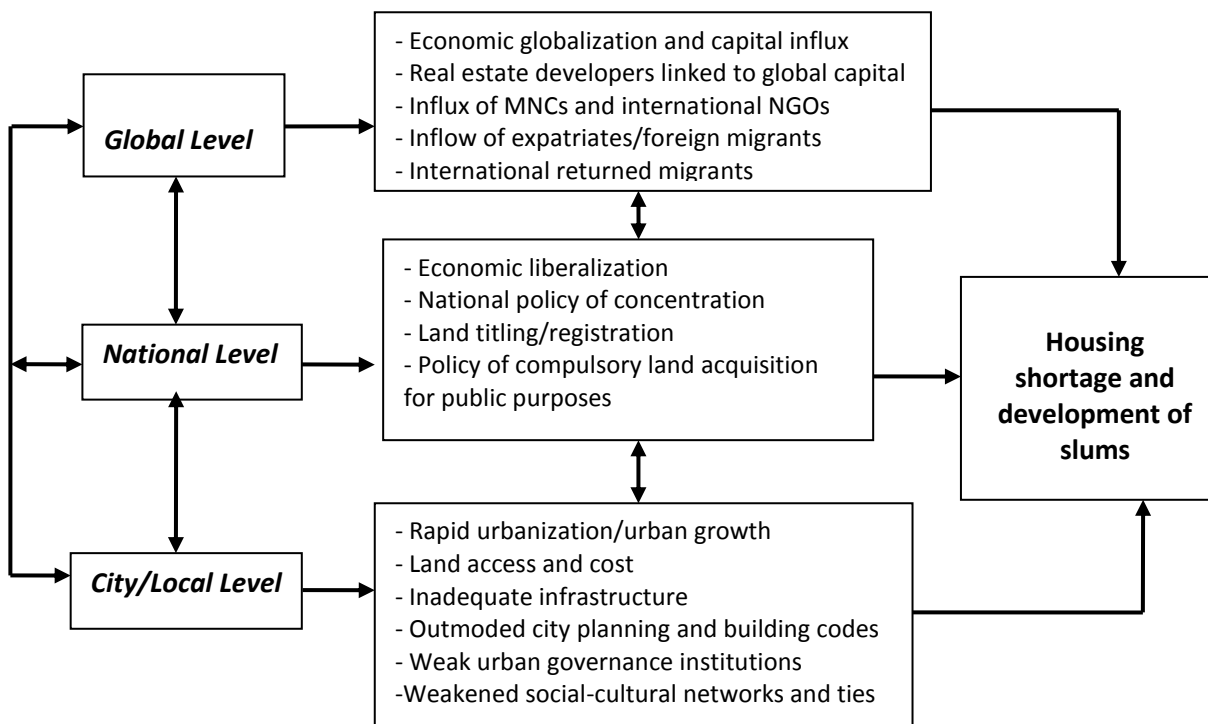 - Economic globalization and capital influx
- Real estate developers linked to global capital
- Influx of MNCs and international NGOs
- Inflow of expatriates/foreign migrants
- International returned migrants
Global Level
- Economic liberalization
- National policy of concentration
- Land titling/registration
- Policy of compulsory land acquisition
for public purposes
National Level
Housing
shortage and
development of
slums
- Rapid urbanization/urban growth
- Land access and cost
- Inadequate infrastructure
- Outmoded city planning and building codes
- Weak urban governance institutions
-Weakened social-cultural networks and ties
City/Local Level